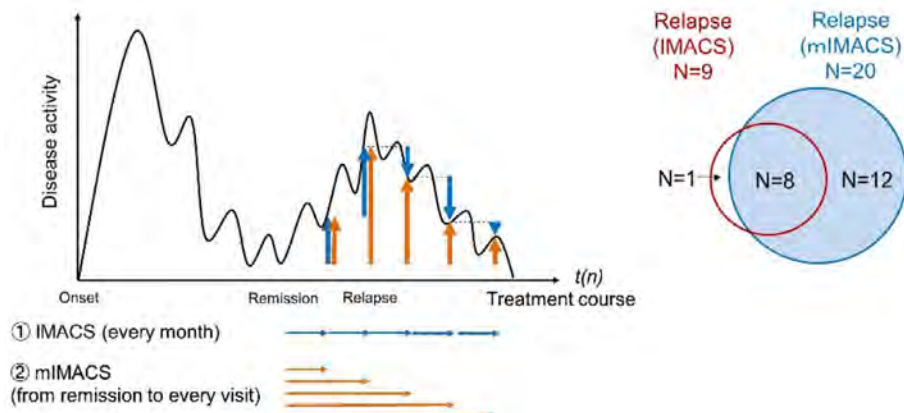 Disease activity
Onset
Remission
Relapse
t(n)
Treatment course
① IMACS (every month)
② mIMACS
(from remission to every visit)
Relapse
(IMACS)
N=9
Relapse
(mIMACS)
N=20
N=1
N=8
N=12